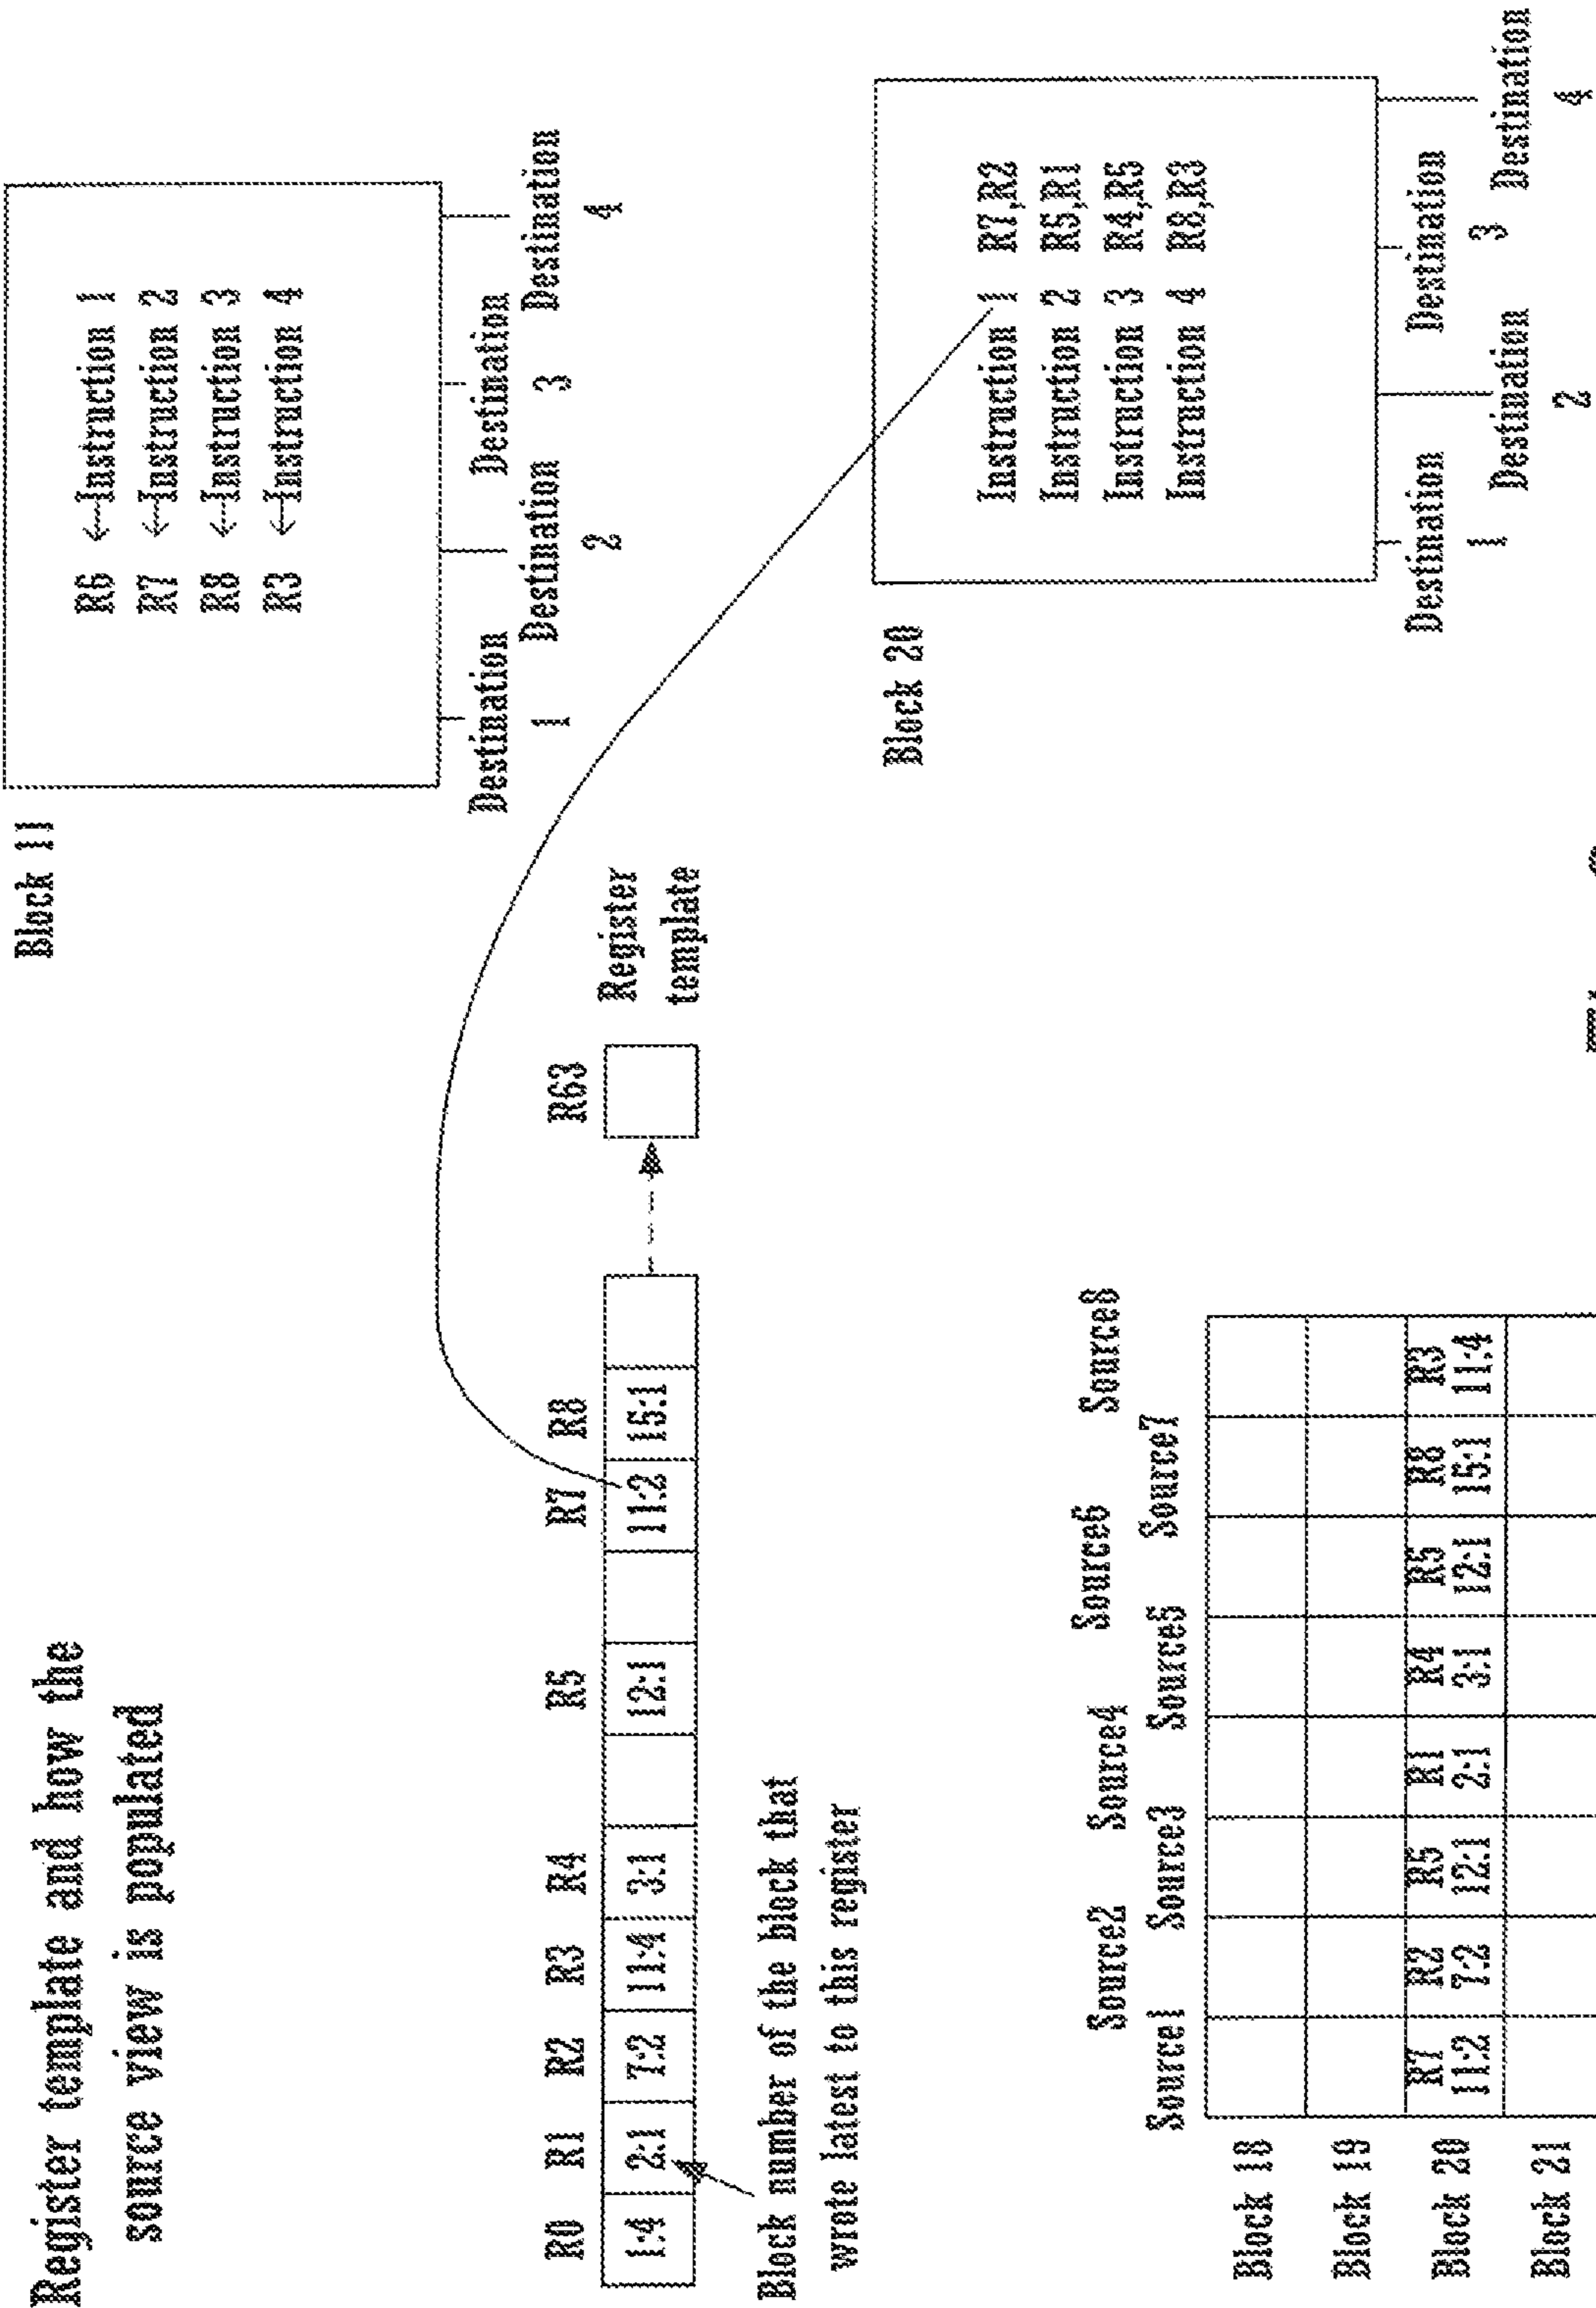 Register template and how the
source view is populated
Block 11
R6 ←Instruction 1
R7 ←Instruction 2
R8 ←Instruction 3
R3 ←Instruction 4
Destination
1
Destination
2
Destination
3
Destination
4
R0 R1 R2 R3 R4 R5 R7 R8 R63
1:4 2:1 7:2 11:4 3:1 12:1 11:2 15:1
Register
template
Block number of the block that
wrote latest to this register
Block 20
Instruction 1 R7,R2
Instruction 2 R5,R1
Instruction 3 R4,R5
Instruction 4 R8,R3
Destination
1
Destination
2
Destination
3
Destination
4
Source1 Source2 Source3 Source4 Source5 Source6 Source7 Source8
Block 18
Block 19
Block 20
R7 R2 R5 R1 R4 R5 R8 R3
11:2 7:2 12:1 2:1 3:1 12:1 15:1 11:4
Block 21